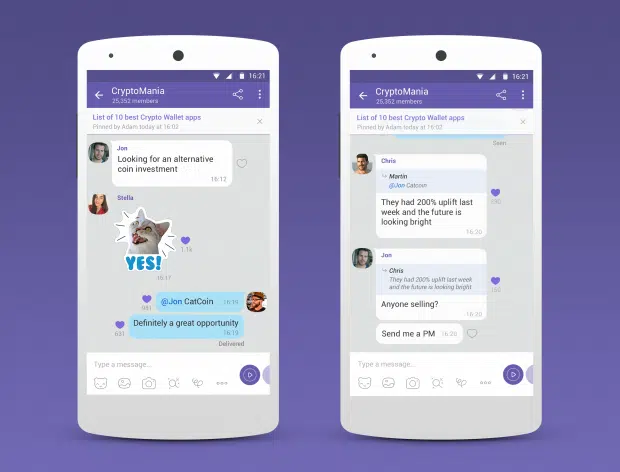 16:21
CryptoMania
25,352 members
List of 10 best Crypto Wallet apps
Pinned by Adam today at 16:02
Jon
Looking for an alternative
coin investment
16:12
Stella
YES!
1.1k
16:17
@Jon CatCoin 16:19
Definitely a great opportunity
631
16:19
Delivered
Type a message...
16:21
CryptoMania
25,352 members
List of 10 best Crypto Wallet apps
Pinned by Adam today at 16:02
Seen
Chris
Martin
@Jon Catcoin
They had 200% uplift last
week and the future is
looking bright
16:20
Jon
Chris
They had 200% uplift last week
and the future is looking bright
Anyone selling?
16:20
Send me a PM 16:20
Type a message...